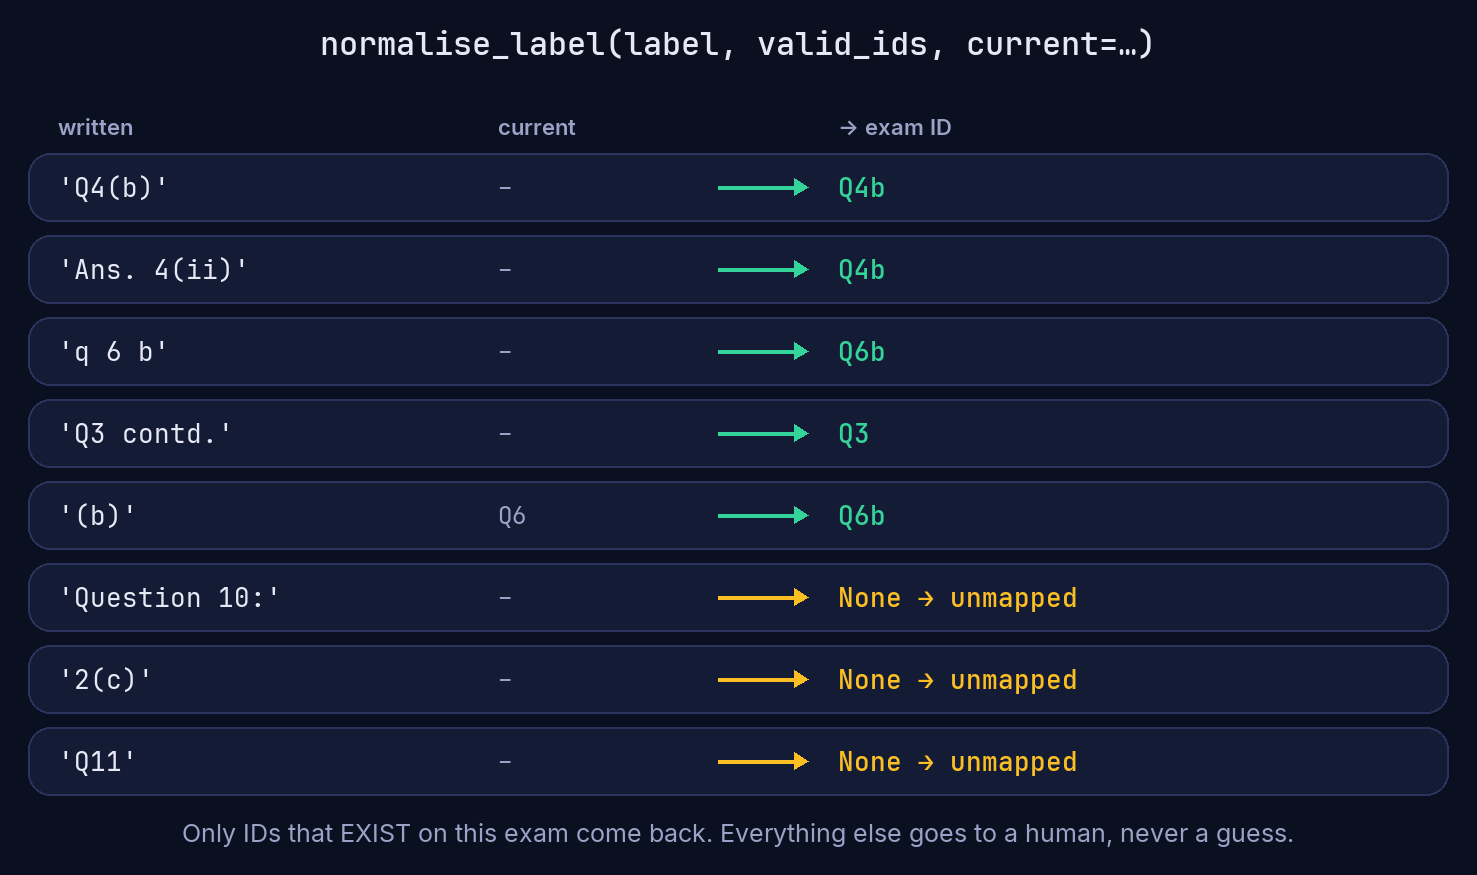 normalise_label(label, valid_ids, current=…)
written current → exam ID
'Q4(b)' – Q4b
'Ans. 4(ii)' – Q4b
'q 6 b' – Q6b
'Q3 contd.' – Q3
'(b)' Q6 Q6b
'Question 10:' – None → unmapped
'2(c)' – None → unmapped
'Q11' – None → unmapped
Only IDs that EXIST on this exam come back. Everything else goes to a human, never a guess.